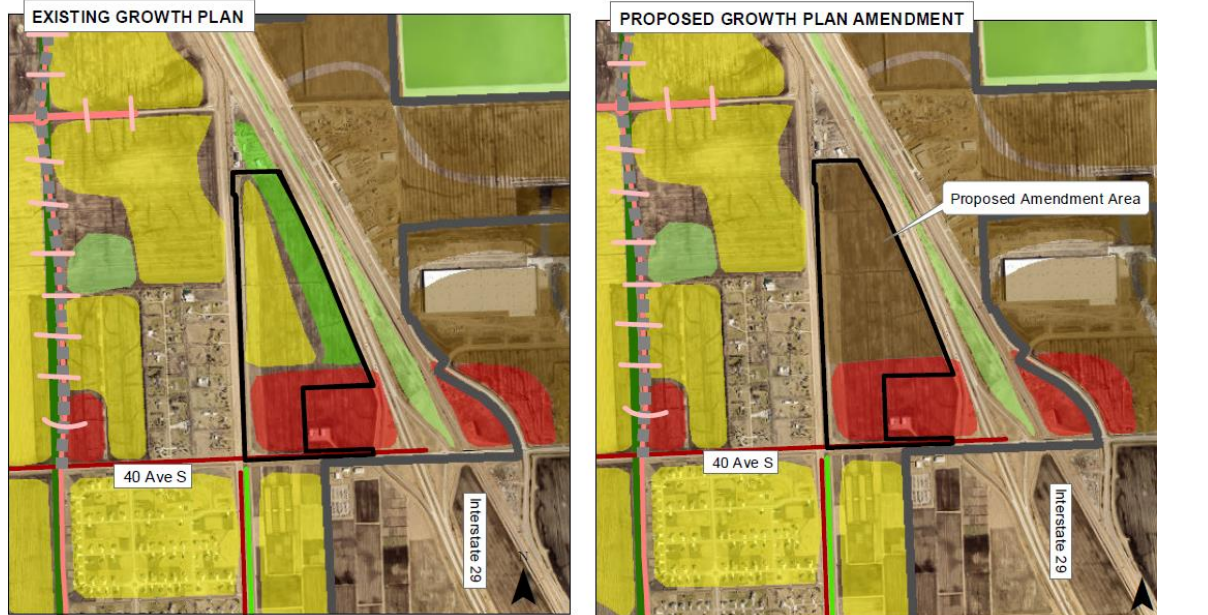 EXISTING GROWTH PLAN
40 Ave S
Interstate 29
N
PROPOSED GROWTH PLAN AMENDMENT
Proposed Amendment Area
40 Ave S
Interstate 29